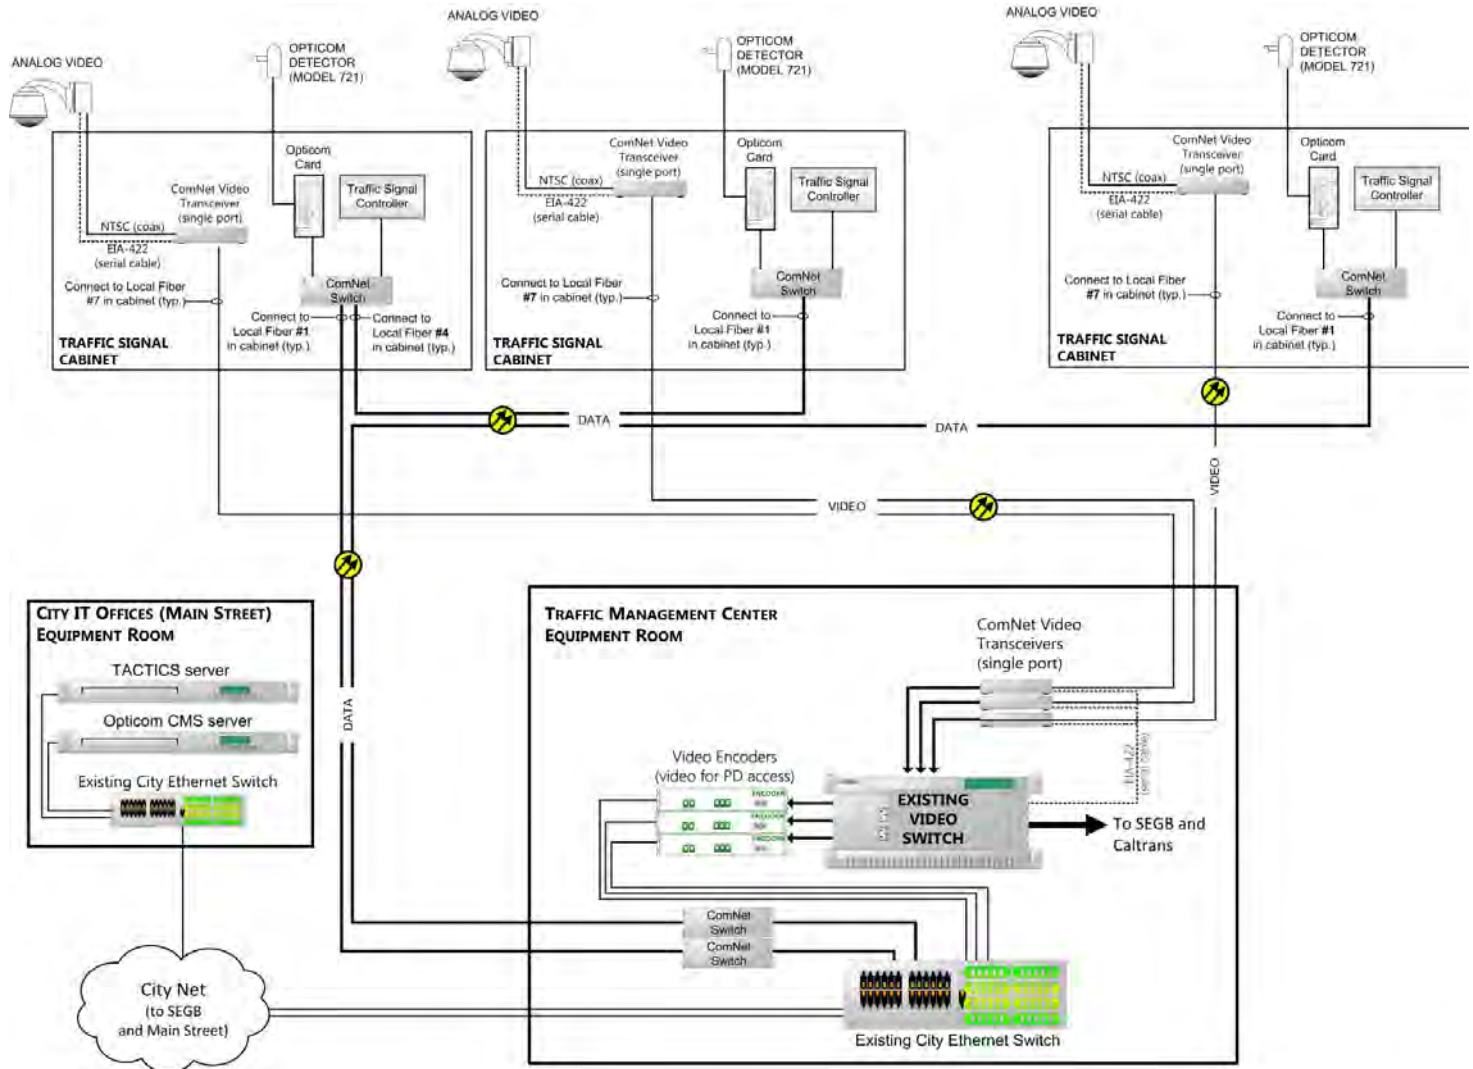 ANALOG VIDEO
OPTICOM
DETECTOR
(MODEL 721)
ComNet Video
Transceiver
(single port)
Opticom
Card
Traffic Signal
Controller
NTSC (coax)
EIA-422
(serial cable)
ComNet
Switch
Connect to Local Fiber
#7 in cabinet (typ.)
Connect to
Local Fiber #1
in cabinet (typ.)
Connect to
Local Fiber #4
in cabinet (typ.)
TRAFFIC SIGNAL
CABINET
ANALOG VIDEO
OPTICOM
DETECTOR
(MODEL 721)
ComNet Video
Transceiver
(single port)
Opticom
Card
Traffic Signal
Controller
NTSC (coax)
EIA-422
(serial cable)
ComNet
Switch
Connect to Local Fiber
#7 in cabinet (typ.)
Connect to
Local Fiber #1
in cabinet (typ.)
TRAFFIC SIGNAL
CABINET
ANALOG VIDEO
OPTICOM
DETECTOR
(MODEL 721)
ComNet Video
Transceiver
(single port)
Opticom
Card
Traffic Signal
Controller
NTSC (coax)
EIA-422
(serial cable)
ComNet
Switch
Connect to Local Fiber
#7 in cabinet (typ.)
Connect to
Local Fiber #1
in cabinet (typ.)
TRAFFIC SIGNAL
CABINET
DATA
DATA
VIDEO
VIDEO
DATA
CITY IT OFFICES (MAIN STREET)
EQUIPMENT ROOM
TACTICS server
Opticom CMS server
Existing City Ethernet Switch
City Net
(to SEGB
and Main Street)
TRAFFIC MANAGEMENT CENTER
EQUIPMENT ROOM
ComNet Video
Transceivers
(single port)
EIA-422
(serial cable)
Video Encoders
(video for PD access)
ENCODER
ENCODER
ENCODER
EXISTING
VIDEO
SWITCH
To SEGB and
Caltrans
ComNet
Switch
ComNet
Switch
Existing City Ethernet Switch